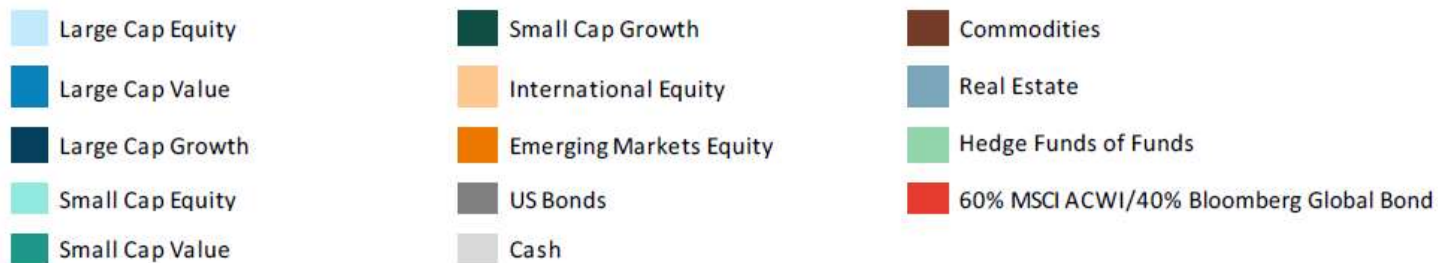 Large Cap Equity
Large Cap Value
Large Cap Growth
Small Cap Equity
Small Cap Value
Small Cap Growth
International Equity
Emerging Markets Equity
US Bonds
Cash
Commodities
Real Estate
Hedge Funds of Funds
60% MSCI ACWI/40% Bloomberg Global Bond